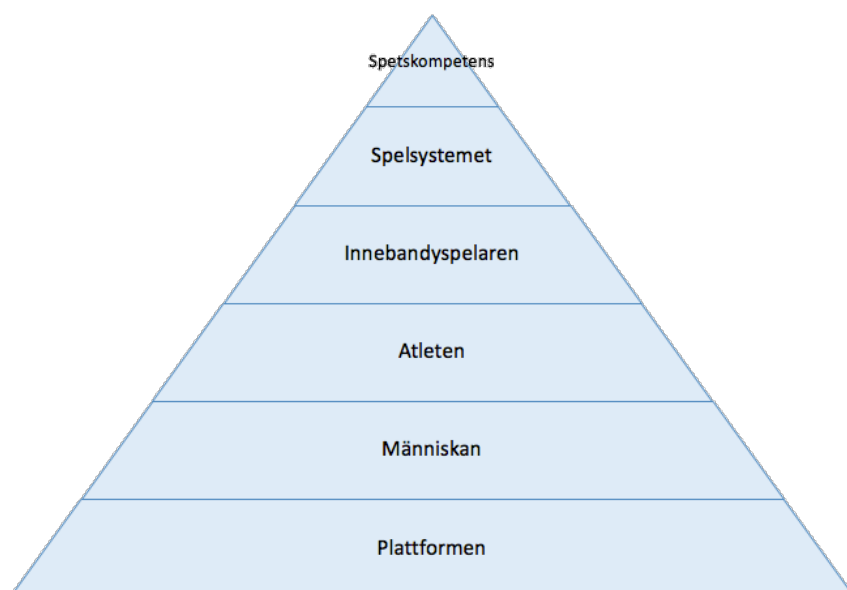 Spetskompetens
Spelsystemet
Innebandyspelaren
Atleten
Människan
Plattformen